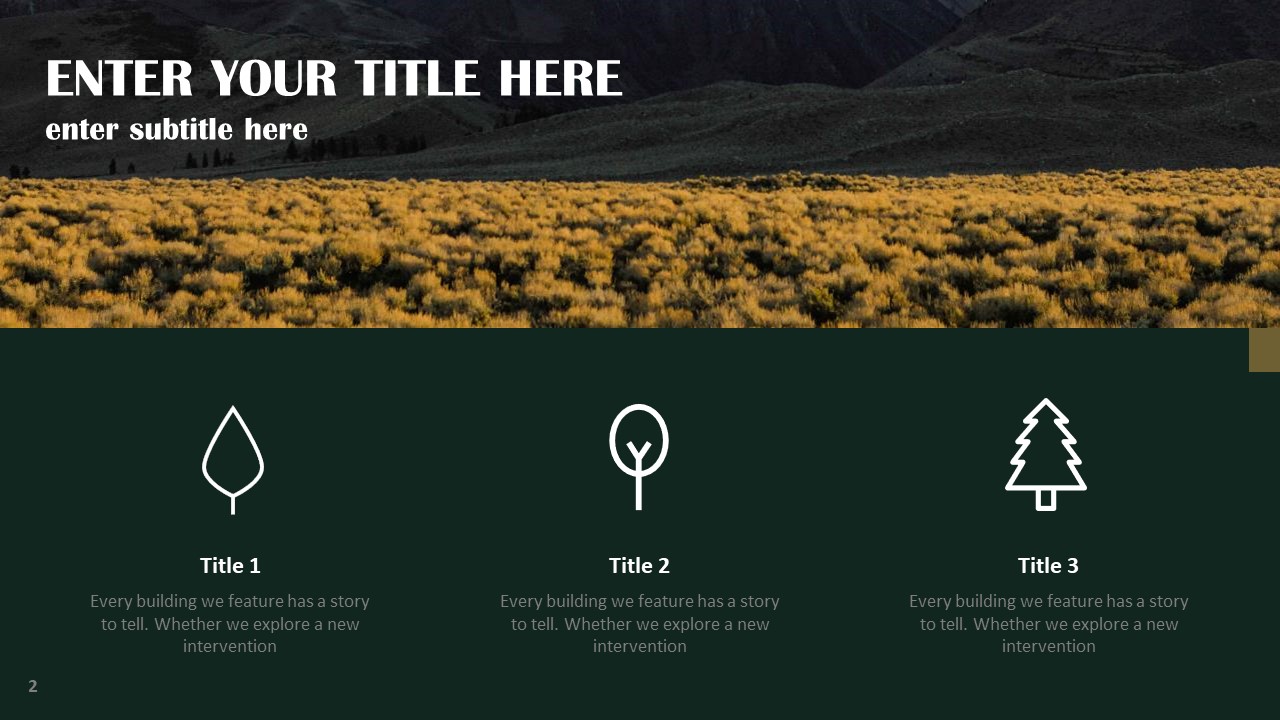 ENTER YOUR TITLE HERE
enter subtitle here
Title 1
Every building we feature has a story
to tell. Whether we explore a new
intervention
Title 2
Every building we feature has a story
to tell. Whether we explore a new
intervention
Title 3
Every building we feature has a story
to tell. Whether we explore a new
intervention
2